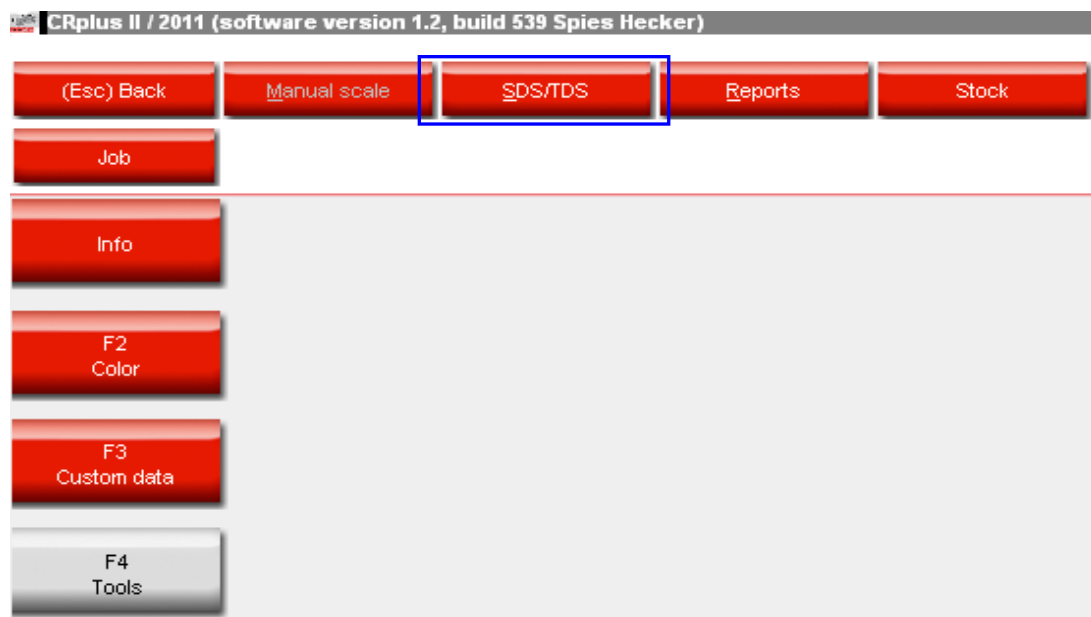 CRplus II / 2011 (software version 1.2, build 539 Spies Hecker)
(Esc) Back
Manual scale
SDS/TDS
Reports
Stock
Job
Info
F2
Color
F3
Custom data
F4
Tools